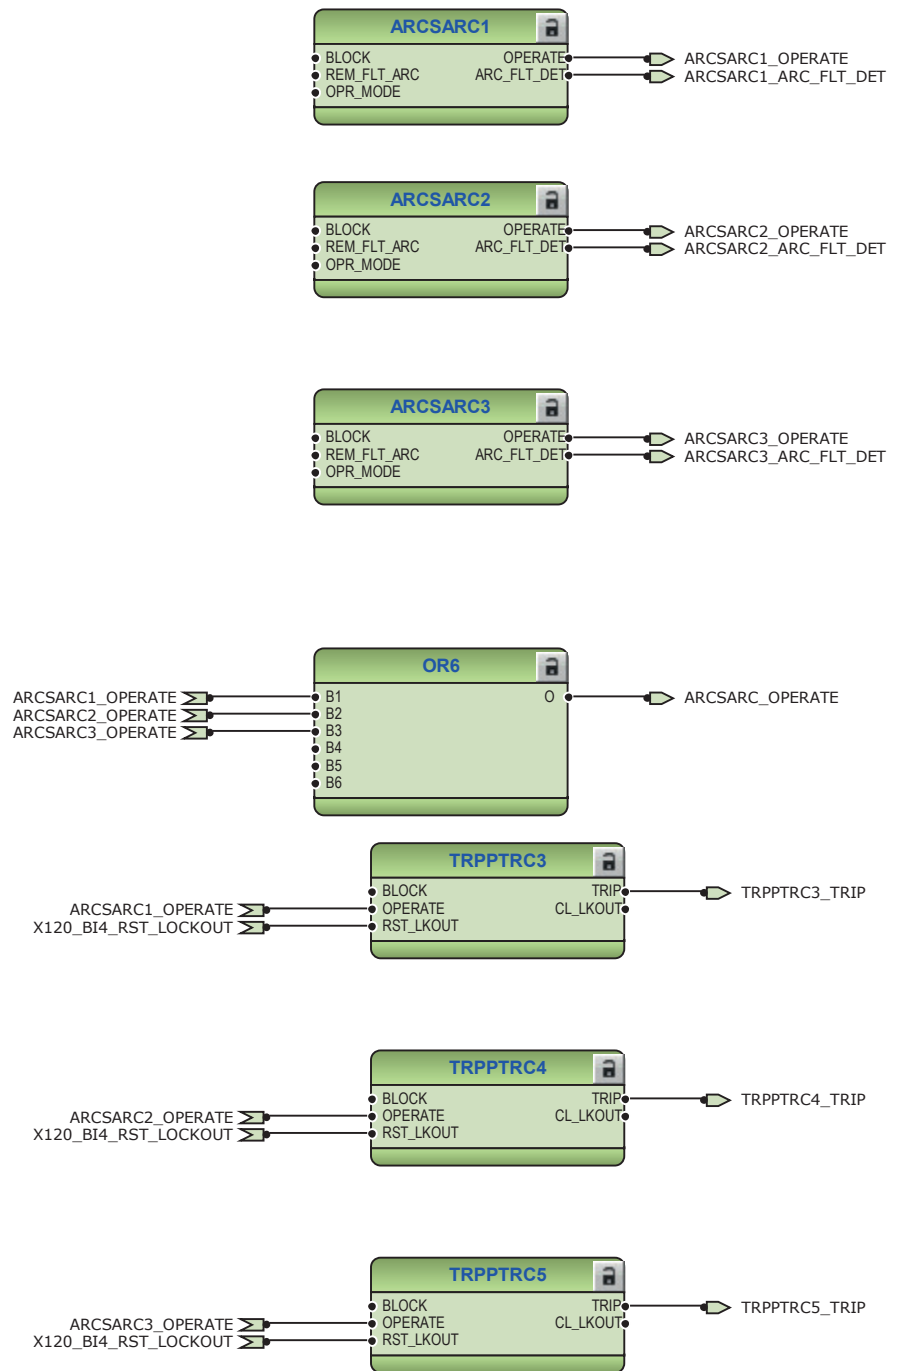 ARCSARC1
BLOCK OPERATE ARCSARC1_OPERATE
REM_FLT_ARC ARC_FLT_DET ARCSARC1_ARC_FLT_DET
OPR_MODE
ARCSARC2
BLOCK OPERATE ARCSARC2_OPERATE
REM_FLT_ARC ARC_FLT_DET ARCSARC2_ARC_FLT_DET
OPR_MODE
ARCSARC3
BLOCK OPERATE ARCSARC3_OPERATE
REM_FLT_ARC ARC_FLT_DET ARCSARC3_ARC_FLT_DET
OPR_MODE
OR6
ARCSARC1_OPERATE B1 O ARCSARC_OPERATE
ARCSARC2_OPERATE B2
ARCSARC3_OPERATE B3
B4
B5
B6
TRPPTRC3
BLOCK TRIP TRPPTRC3_TRIP
ARCSARC1_OPERATE OPERATE CL_LKOUT
X120_BI4_RST_LOCKOUT RST_LKOUT
TRPPTRC4
BLOCK TRIP TRPPTRC4_TRIP
ARCSARC2_OPERATE OPERATE CL_LKOUT
X120_BI4_RST_LOCKOUT RST_LKOUT
TRPPTRC5
BLOCK TRIP TRPPTRC5_TRIP
ARCSARC3_OPERATE OPERATE CL_LKOUT
X120_BI4_RST_LOCKOUT RST_LKOUT